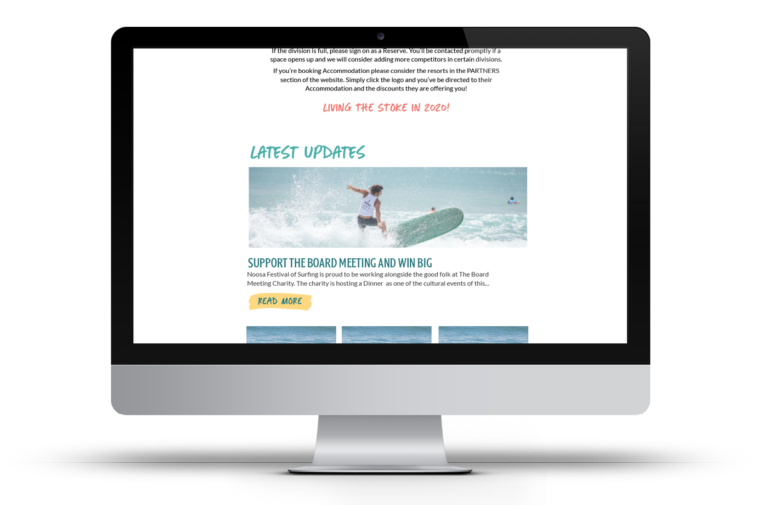 If the division is full, please sign on as a Reserve. You'll be contacted promptly if a
space opens up and we will consider adding more competitors in certain divisions.
If you're booking Accommodation please consider the resorts in the PARTNERS
section of the website. Simply click the logo and you've be directed to their
Accommodation and the discounts they are offering you!
LIVING THE STOKE IN 2020!
LATEST UPDATES
SUPPORT THE BOARD MEETING AND WIN BIG
Noosa Festival of Surfing is proud to be working alongside the good folk at The Board
Meeting Charity. The charity is hosting a Dinner as one of the cultural events of this...
READ MORE